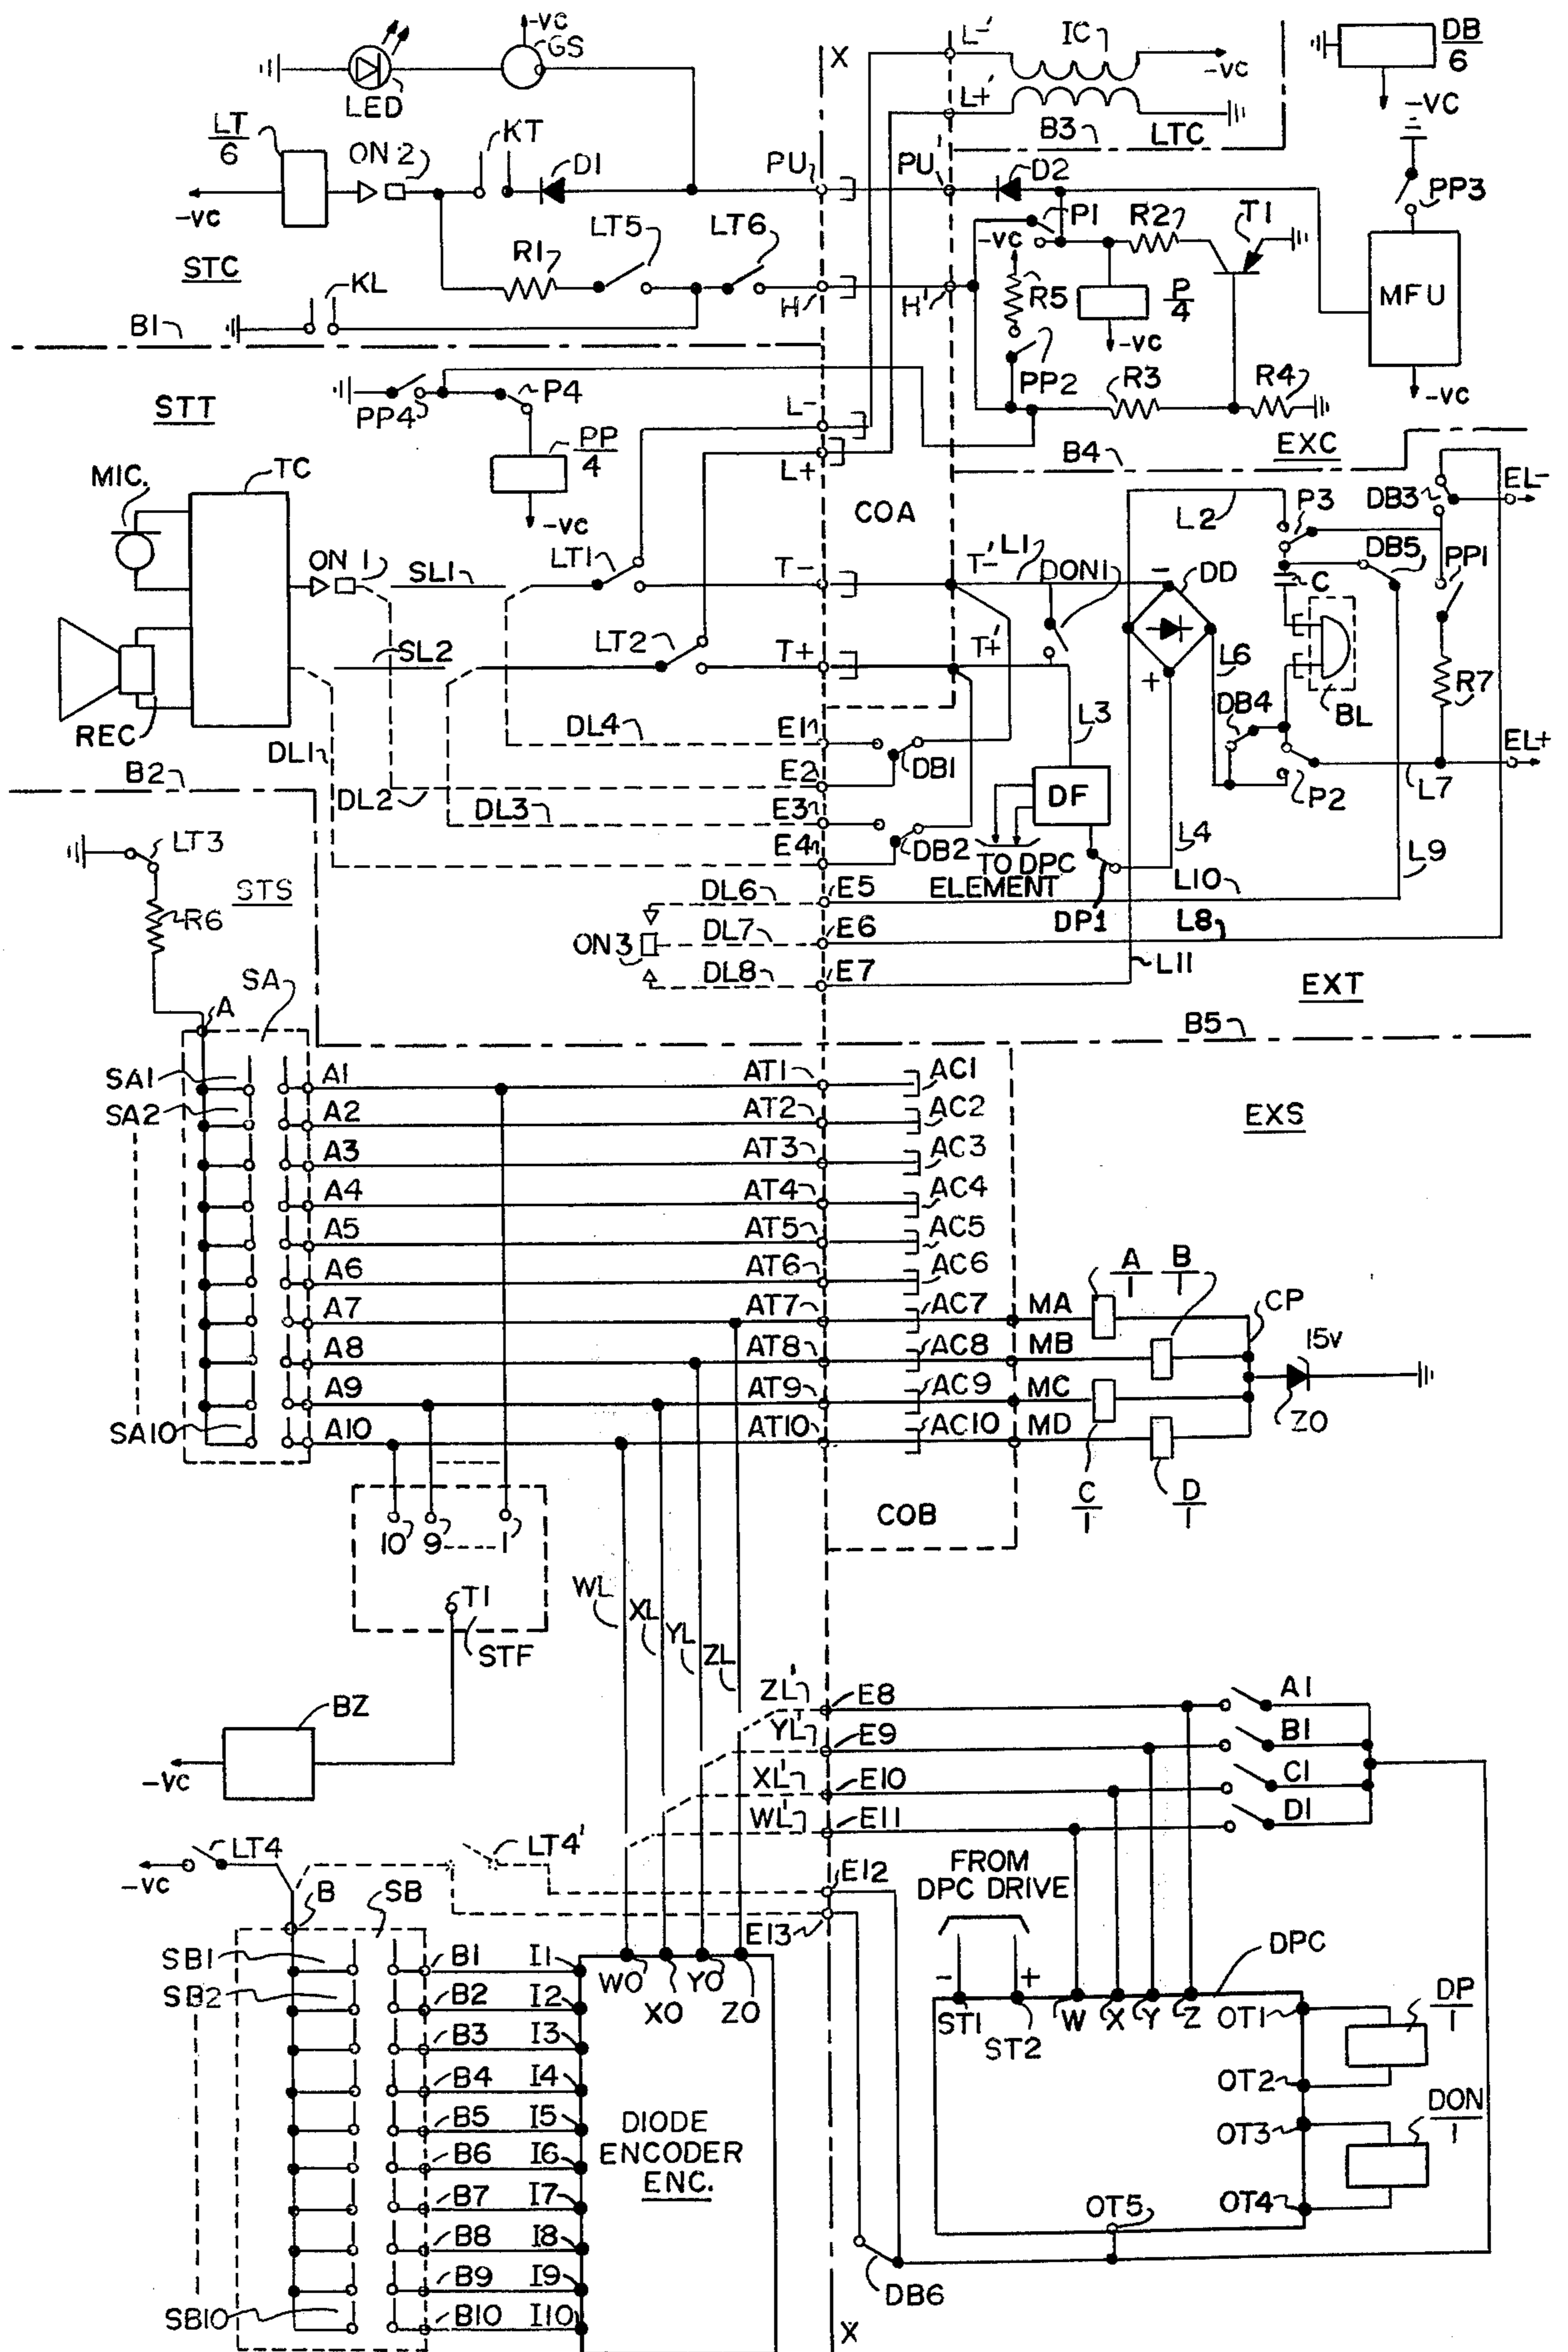 -VC
GS
LED
LT
6
ON 2
KT
D1
PU
-VC
STC
R1
LT5
LT6
H
KL
B1
X
L-'
IC
-VC
L+'
B3
LTC
DB
6
-VC
PU'
D2
P1
R2
T1
PP3
-VC
R5
P
4
-VC
MFU
H'
PP2
R3
R4
-VC
B4
EXC
STT
PP4
P4
PP
4
-VC
L-
L+
COA
MIC.
TC
REC
ON 1
SL1
SL2
LT1
LT2
T-
T+
T-'
T+'
L1
DON1
L2
DD
-
+
P3
DB3
EL-
DB5
PP1
C
L6
BL
R7
DB4
P2
L7
EL+
L3
DF
L4
L9
DL1
DL2
DL3
DL4
E1
E2
E3
E4
DB1
DB2
TO DPC
ELEMENT
DP1
L10
L8
L11
B2
LT3
STS
R6
DL6
DL7
DL8
ON3
E5
E6
E7
EXT
B5
A
SA
SA1
SA2
SA10
A1
A2
A3
A4
A5
A6
A7
A8
A9
A10
AT1
AT2
AT3
AT4
AT5
AT6
AT7
AT8
AT9
AT10
AC1
AC2
AC3
AC4
AC5
AC6
AC7
AC8
AC9
AC10
EXS
MA
MB
MC
MD
A
1
B
1
C
1
D
1
CP
15V
ZO
COB
10
9
1
T1
STF
WL
XL
YL
ZL
BZ
-VC
ZL'
YL'
XL'
WL'
E8
E9
E10
E11
A1
B1
C1
D1
LT4
-VC
LT4'
E12
E13
FROM
DPC DRIVE
B
SB
SB1
SB2
SB10
B1
B2
B3
B4
B5
B6
B7
B8
B9
B10
I1
I2
I3
I4
I5
I6
I7
I8
I9
I10
WO
XO
YO
ZO
DIODE
ENCODER
ENC.
-
+
ST1
ST2
W
X
Y
Z
DPC
OT1
OT2
OT3
OT4
OT5
DP
1
DON
1
DB6
X